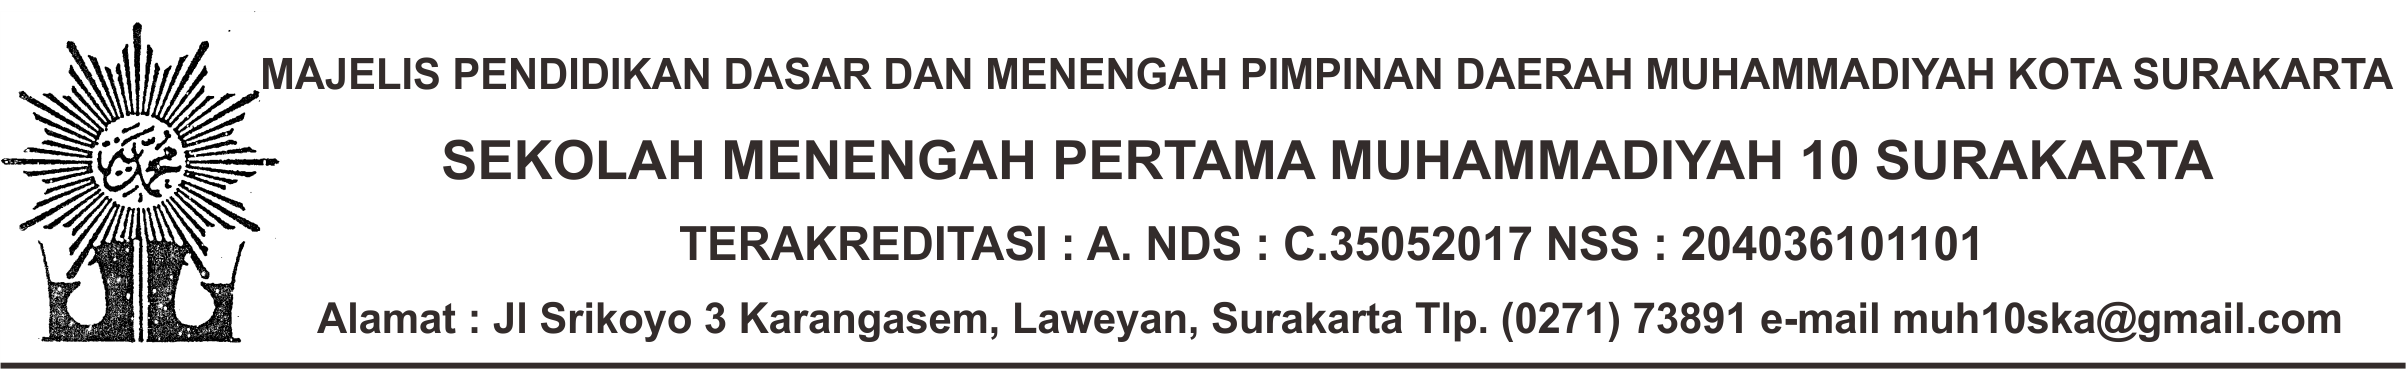 MAJELIS PENDIDIKAN DASAR DAN MENENGAH PIMPINAN DAERAH MUHAMMADIYAH KOTA SURAKARTA
SEKOLAH MENENGAH PERTAMA MUHAMMADIYAH 10 SURAKARTA
TERAKREDITASI : A. NDS : C.35052017 NSS : 204036101101
Alamat : Jl Srikoyo 3 Karangasem, Laweyan, Surakarta Tlp. (0271) 73891 e-mail muh10ska@gmail.com